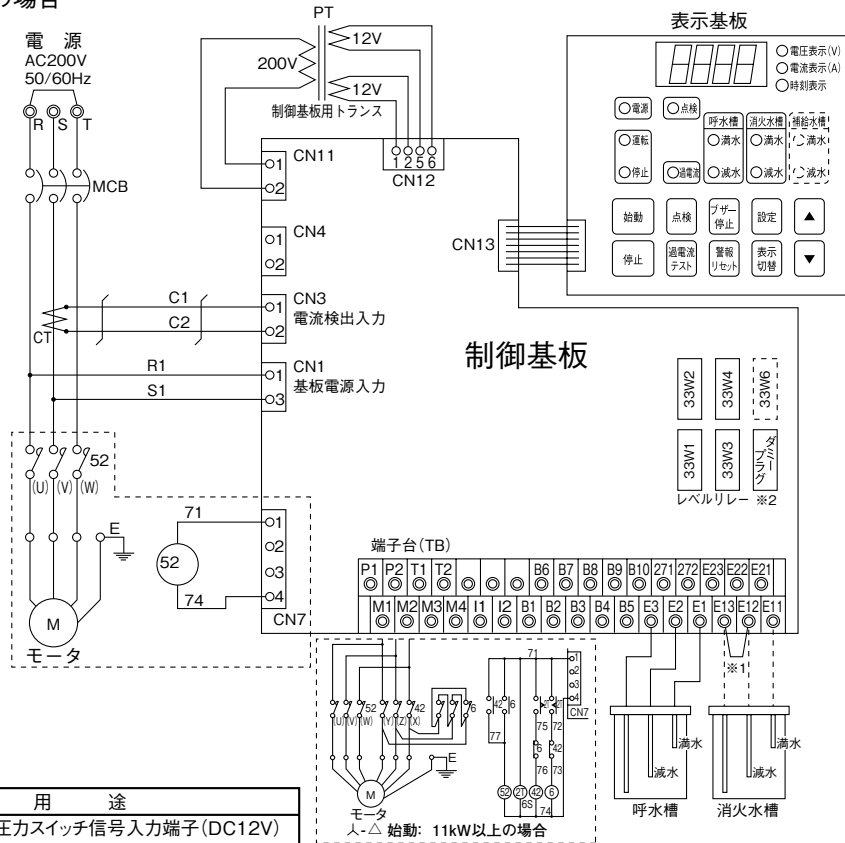 の場合
電 源
AC200V
50/60Hz
R S T
MCB
CT
C1
C2
R1
S1
PT
200V
12V
12V
制御基板用トランス
CN11
1
2
CN12
1 2 5 6
CN4
1
2
CN3
電流検出入力
1
2
CN1
基板電源入力
1
3
CN13
表示基板
電圧表示(V)
電流表示(A)
時刻表示
電源
点検
呼水槽
消火水槽
補給水槽
運転
満水
満水
満水
停止
過電流
減水
減水
減水
始動
点検
ブザー
停止
設定
▲
停止
過電流
テスト
警報
リセット
表示
切替
▼
制御基板
33W2
33W4
33W6
33W1
33W3
ダミー
プラグ
レベルリレー ※2
52
(U) (V) (W)
E
M
モータ
52
71
74
1
2
3
4
CN7
端子台(TB)
P1 P2 T1 T2 B6 B7 B8 B9 B10 271 272 E23 E22 E21
M1 M2 M3 M4 I1 I2 B1 B2 B3 B4 B5 E3 E2 E1 E13 E12 E11
※1
満水
減水
呼水槽
満水
減水
消火水槽
52
42
6
(U)(V)(W)
(Y)(Z)(X)
E
M
モータ
71
1
2
3
4
CN7
42
6
75
72
77
6
42
76
73
52
2T
42
6
6S
74
人-△ 始動: 11kW以上の場合
用 途
圧力スイッチ信号入力端子(DC12V)